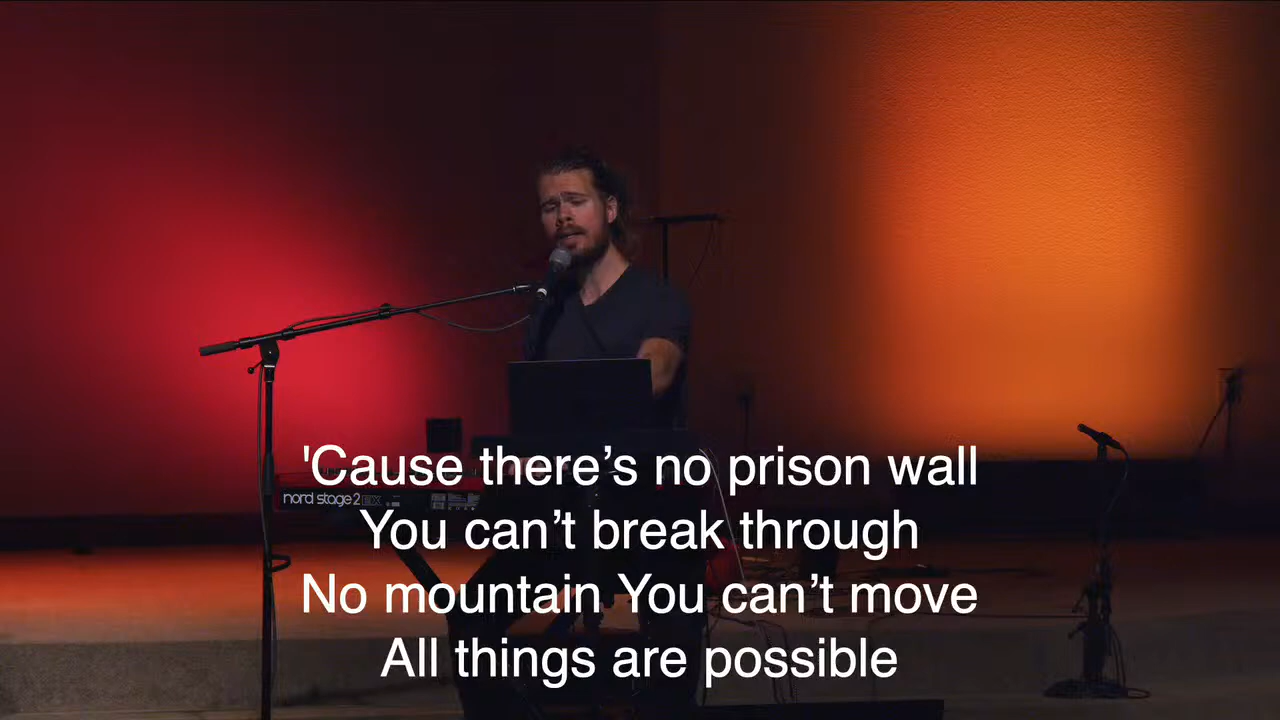 'Cause there’s no prison wall
nord stage 2 EX
You can’t break through
No mountain You can’t move
All things are possible